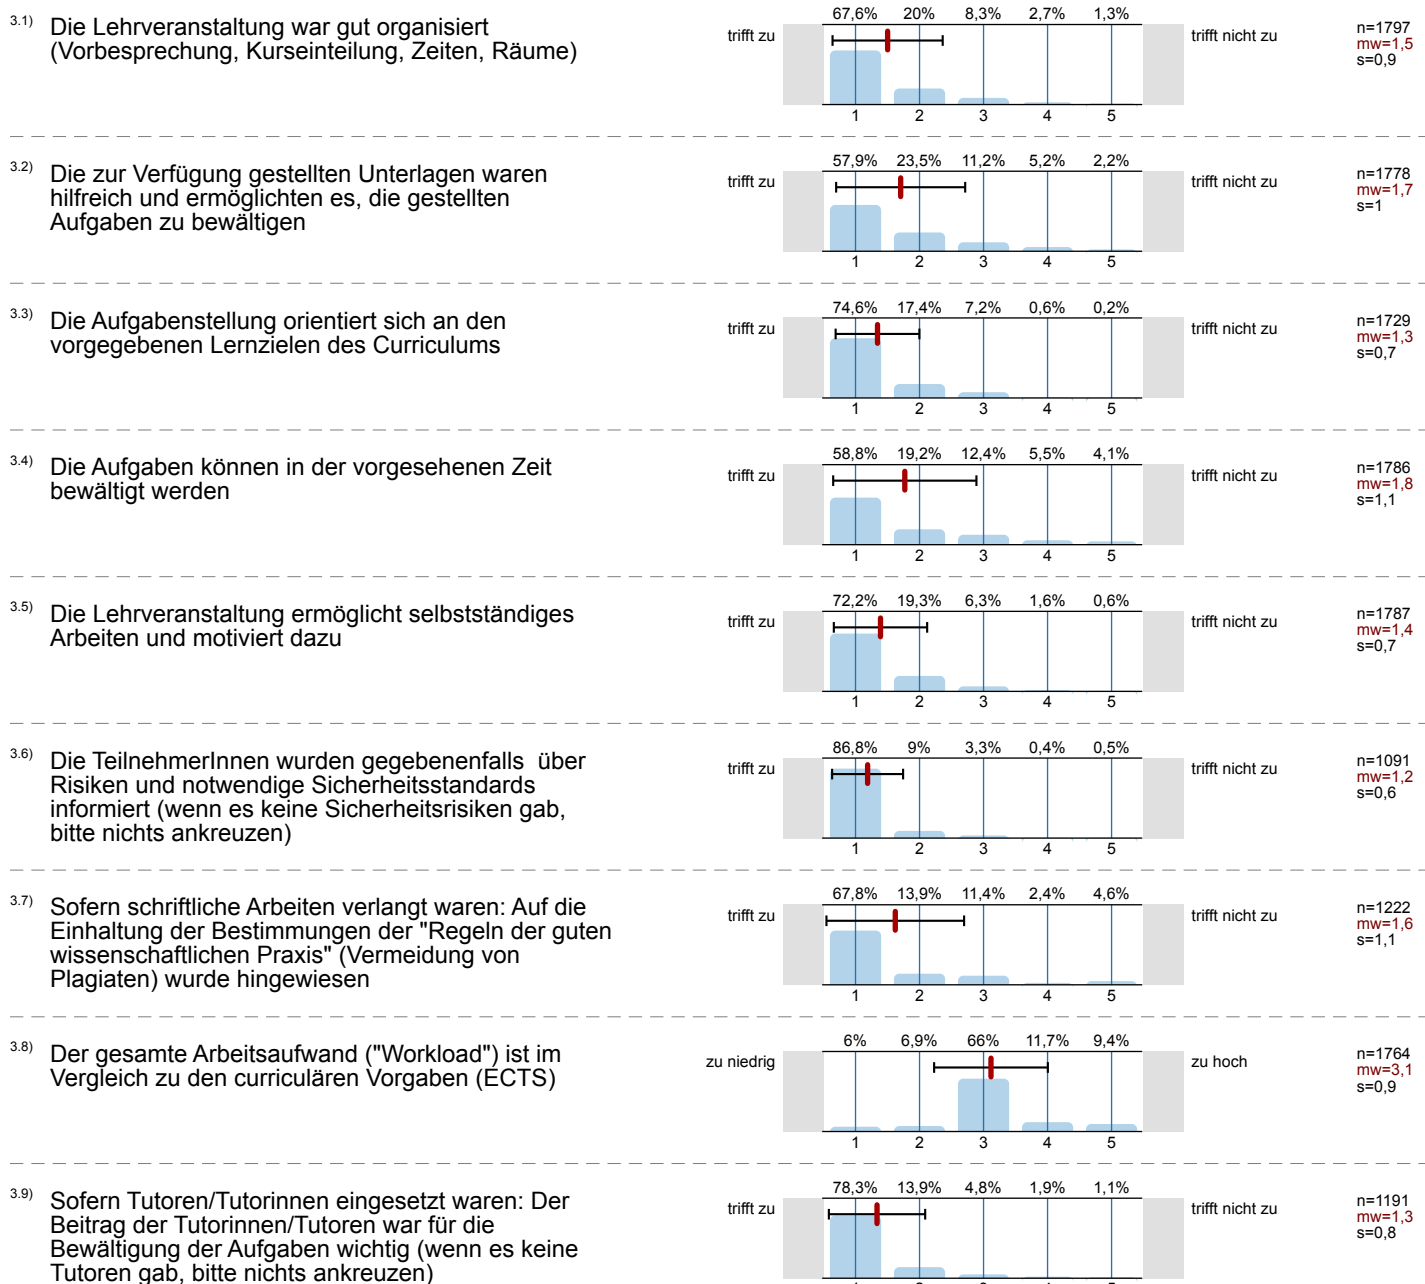 3.1) Die Lehrveranstaltung war gut organisiert
(Vorbesprechung, Kurseinteilung, Zeiten, Räume)
trifft zu
67,6% 20% 8,3% 2,7% 1,3%
1 2 3 4 5
trifft nicht zu
n=1797
mw=1,5
s=0,9
3.2) Die zur Verfügung gestellten Unterlagen waren
hilfreich und ermöglichten es, die gestellten
Aufgaben zu bewältigen
trifft zu
57,9% 23,5% 11,2% 5,2% 2,2%
1 2 3 4 5
trifft nicht zu
n=1778
mw=1,7
s=1
3.3) Die Aufgabenstellung orientiert sich an den
vorgegebenen Lernzielen des Curriculums
trifft zu
74,6% 17,4% 7,2% 0,6% 0,2%
1 2 3 4 5
trifft nicht zu
n=1729
mw=1,3
s=0,7
3.4) Die Aufgaben können in der vorgesehenen Zeit
bewältigt werden
trifft zu
58,8% 19,2% 12,4% 5,5% 4,1%
1 2 3 4 5
trifft nicht zu
n=1786
mw=1,8
s=1,1
3.5) Die Lehrveranstaltung ermöglicht selbstständiges
Arbeiten und motiviert dazu
trifft zu
72,2% 19,3% 6,3% 1,6% 0,6%
1 2 3 4 5
trifft nicht zu
n=1787
mw=1,4
s=0,7
3.6) Die TeilnehmerInnen wurden gegebenenfalls über
Risiken und notwendige Sicherheitsstandards
informiert (wenn es keine Sicherheitsrisiken gab,
bitte nichts ankreuzen)
trifft zu
86,8% 9% 3,3% 0,4% 0,5%
1 2 3 4 5
trifft nicht zu
n=1091
mw=1,2
s=0,6
3.7) Sofern schriftliche Arbeiten verlangt waren: Auf die
Einhaltung der Bestimmungen der "Regeln der guten
wissenschaftlichen Praxis" (Vermeidung von
Plagiaten) wurde hingewiesen
trifft zu
67,8% 13,9% 11,4% 2,4% 4,6%
1 2 3 4 5
trifft nicht zu
n=1222
mw=1,6
s=1,1
3.8) Der gesamte Arbeitsaufwand ("Workload") ist im
Vergleich zu den curriculären Vorgaben (ECTS)
zu niedrig
6% 6,9% 66% 11,7% 9,4%
1 2 3 4 5
zu hoch
n=1764
mw=3,1
s=0,9
3.9) Sofern Tutoren/Tutorinnen eingesetzt waren: Der
Beitrag der Tutorinnen/Tutoren war für die
Bewältigung der Aufgaben wichtig (wenn es keine
Tutoren gab, bitte nichts ankreuzen)
trifft zu
78,3% 13,9% 4,8% 1,9% 1,1%
trifft nicht zu
n=1191
mw=1,3
s=0,8